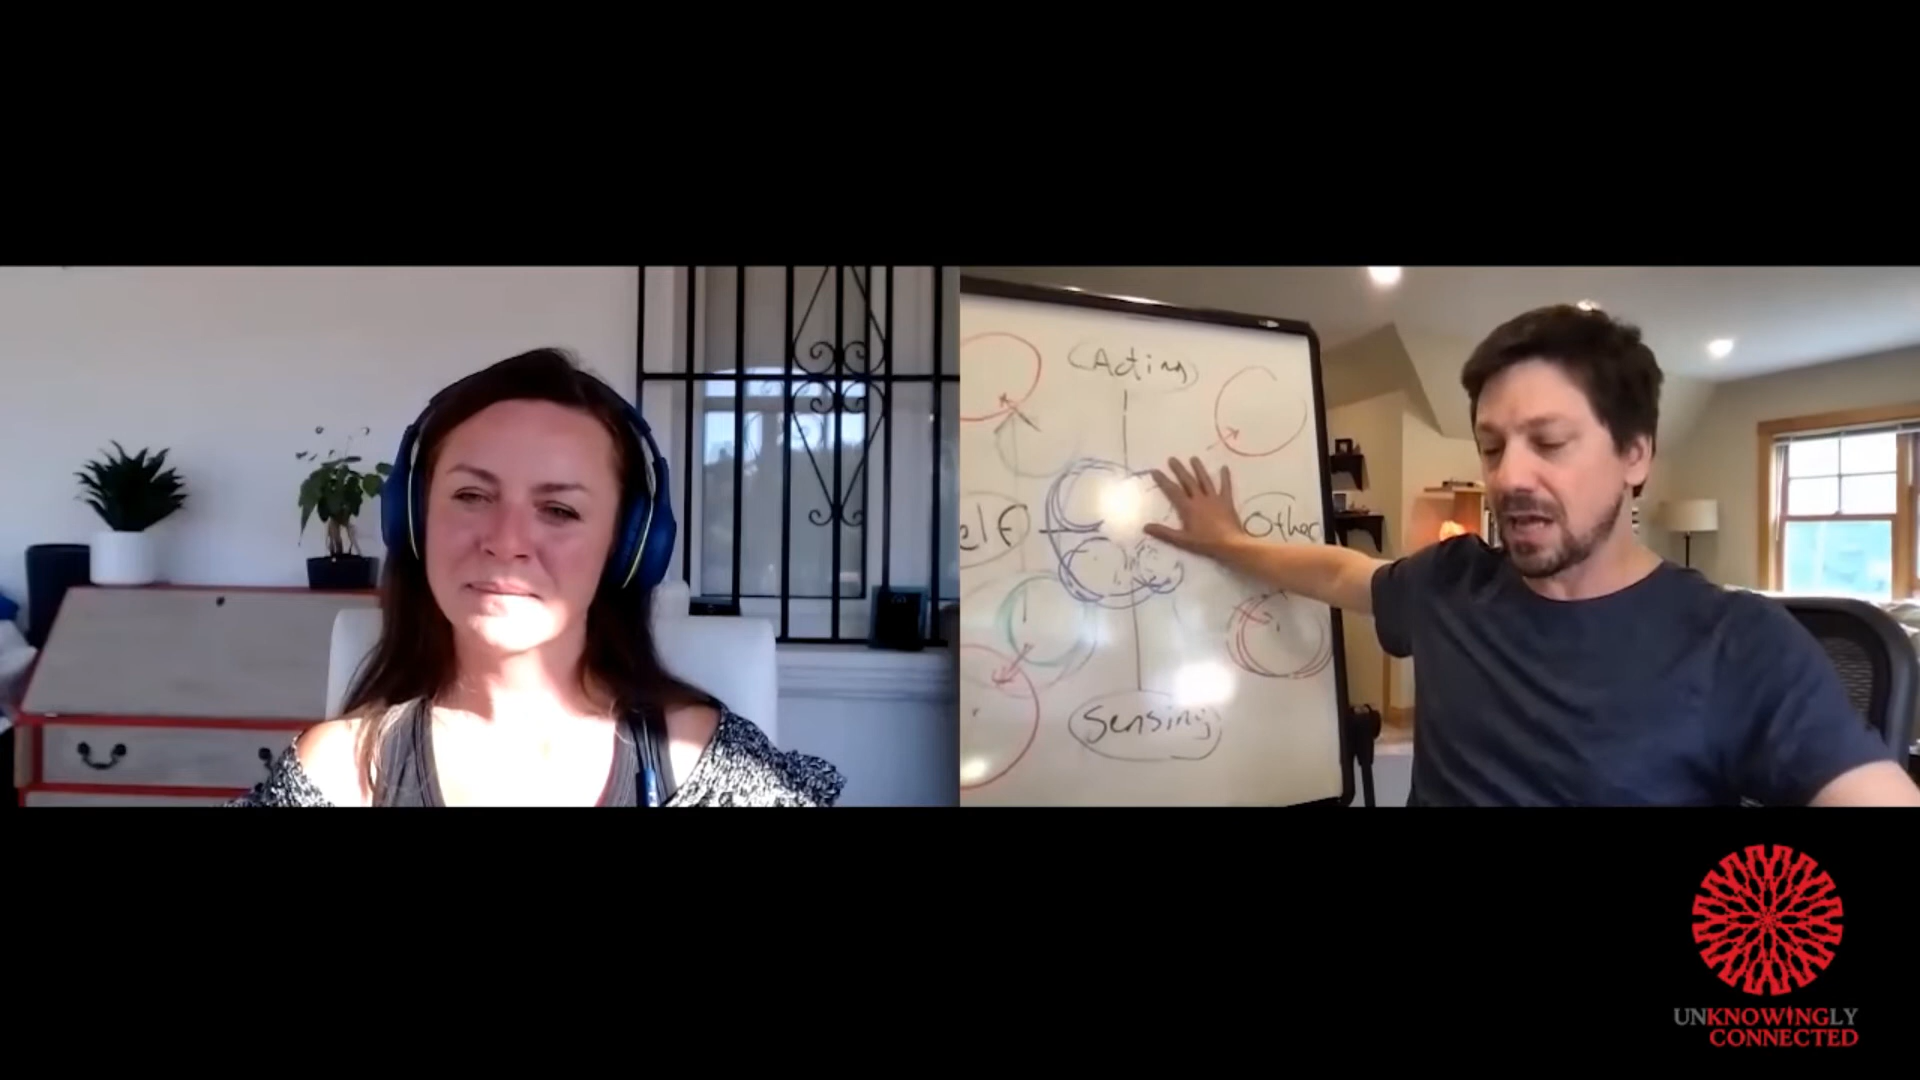 Acting
elf
Other
Sensing
UNKNOWINGLY
CONNECTED